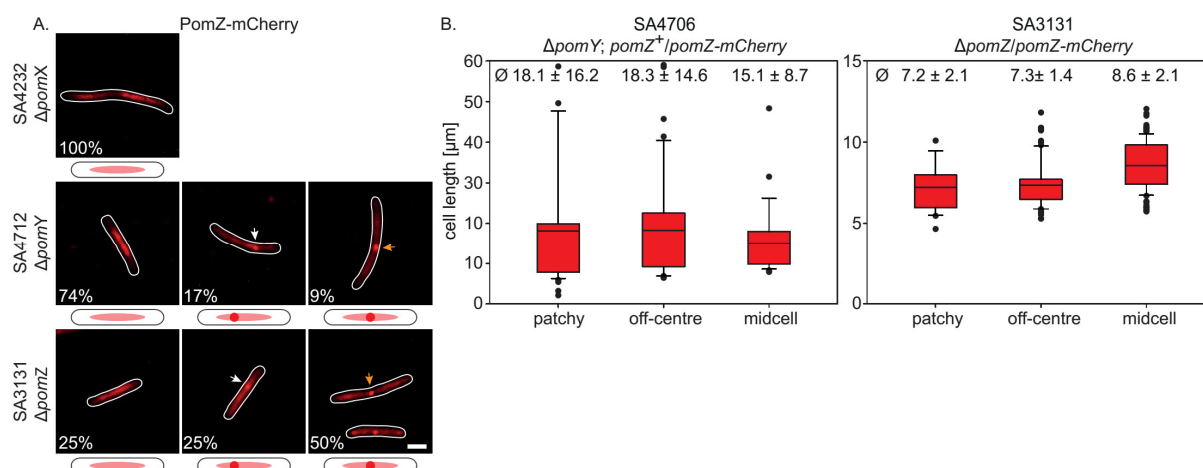 A.
PomZ-mCherry
SA4232
ΔpomX
100%
SA4712
ΔpomY
74%
17%
9%
SA3131
ΔpomZ
25%
25%
50%
B.
SA4706
ΔpomY; pomZ⁺/pomZ-mCherry
cell length [µm]
60
50
60
30
10
10
0
Ø 18.1 ± 16.2
18.3 ± 14.6
15.1 ± 8.7
patchy
off-centre
midcell
SA3131
ΔpomZ/pomZ-mCherry
15
10
5
0
Ø 7.2 ± 2.1
7.3± 1.4
8.6 ± 2.1
patchy
off-centre
midcell